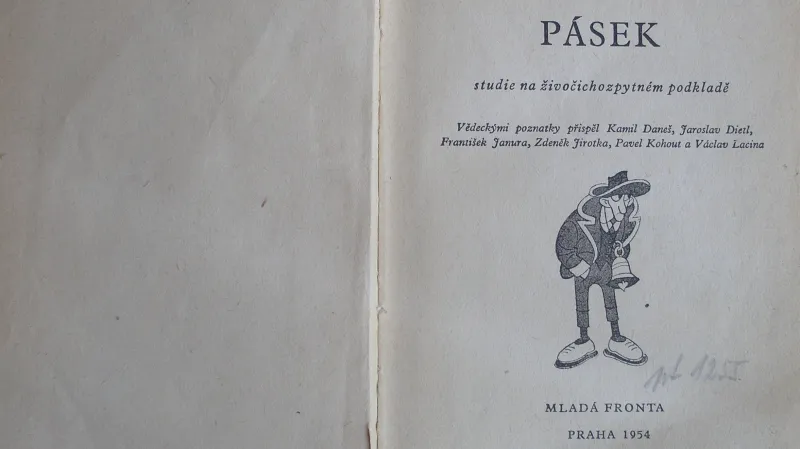 PÁSEK
studie na živočichozpytném podkladě
Vědeckými poznatky přispěl Kamil Daneš, Jaroslav Dietl,
František Janura, Zdeněk Jirotka, Pavel Kohout a Václav Lacina
MLADÁ FRONTA
PRAHA 1954